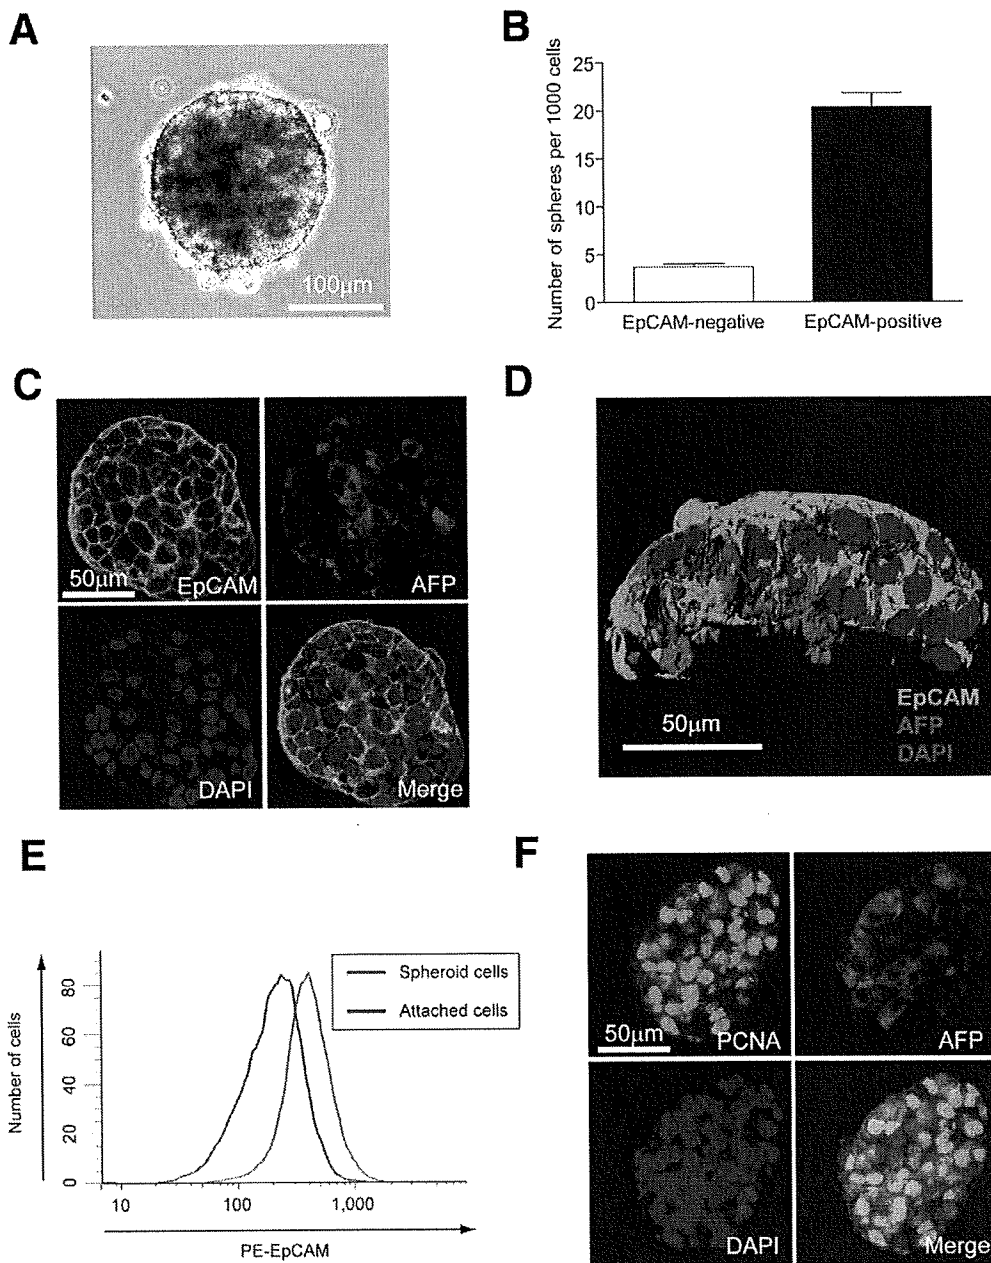 A
100μm
B
Number of spheres per 1000 cells
25
20
15
10
5
0
EpCAM-negative
EpCAM-positive
C
50μm
EpCAM
AFP
DAPI
Merge
D
EpCAM
AFP
DAPI
50μm
E
Number of cells
80
60
40
20
0
Spheroid cells
Attached cells
10
100
1,000
PE-EpCAM
F
50μm
PCNA
AFP
DAPI
Merge